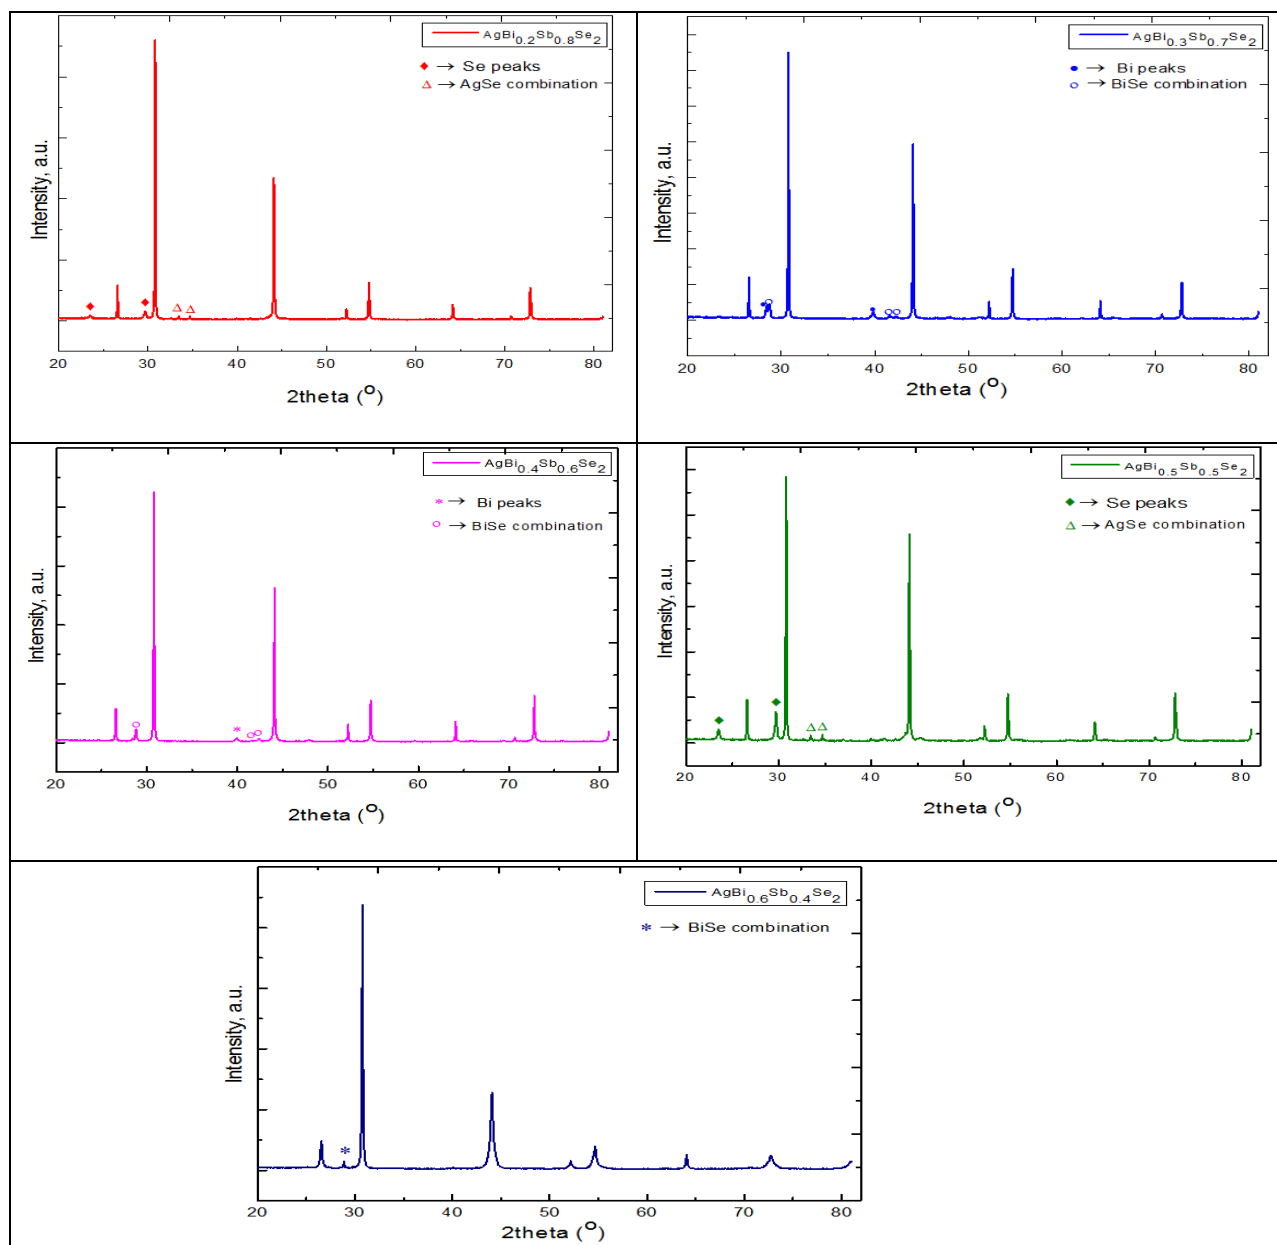 AgBi0.2Sb0.8Se2
◆ → Se peaks
△ → AgSe combination
Intensity, a.u.
20 30 40 50 60 70 80
2theta (O)
AgBi0.3Sb0.7Se2
● → Bi peaks
○ → BiSe combination
Intensity, a.u.
20 30 40 50 60 70 80
2theta (O)
AgBi0.4Sb0.6Se2
* → Bi peaks
○ → BiSe combination
Intensity, a.u.
20 30 40 50 60 70 80
2theta (O)
AgBi0.5Sb0.5Se2
◆ → Se peaks
△ → AgSe combination
Intensity, a.u.
20 30 40 50 60 70 80
2theta (O)
AgBi0.6Sb0.4Se2
* → BiSe combination
Intensity, a.u.
20 30 40 50 60 70 80
2theta (O)